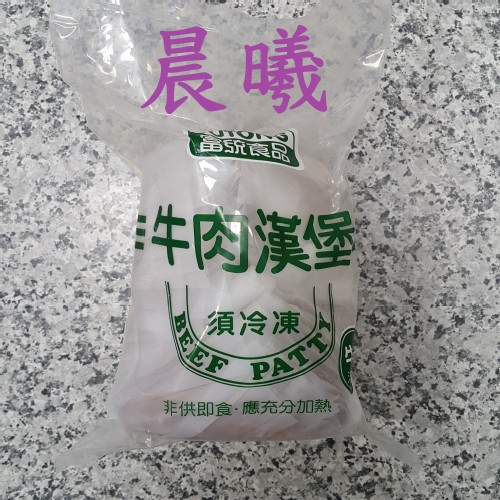 晨曦
富統食品
牛肉漢堡
須冷凍
BEEF PATTY
非供即食·應充分加熱